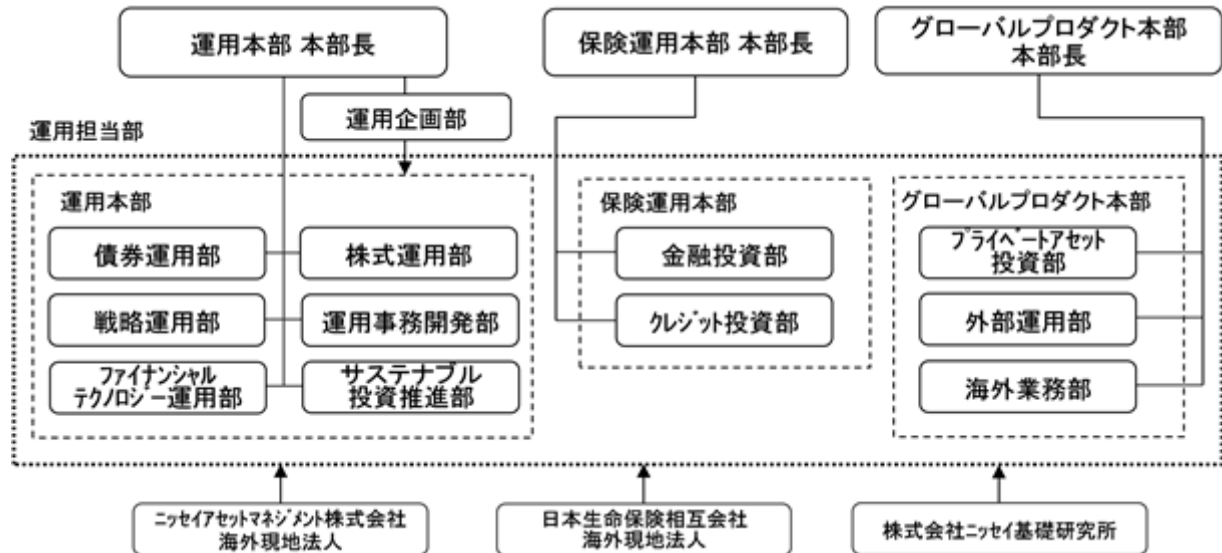 運用本部 本部長
保険運用本部 本部長
グローバルプロダクト本部
本部長
運用企画部
運用担当部
運用本部
債券運用部
株式運用部
戦略運用部
運用事務開発部
ファイナンシャル
テクノロジー運用部
サステナブル
投資推進部
保険運用本部
金融投資部
クレジット投資部
グローバルプロダクト本部
プライベートアセット
投資部
外部運用部
海外業務部
ニッセイアセットマネジメント株式会社
海外現地法人
日本生命保険相互会社
海外現地法人
株式会社ニッセイ基礎研究所